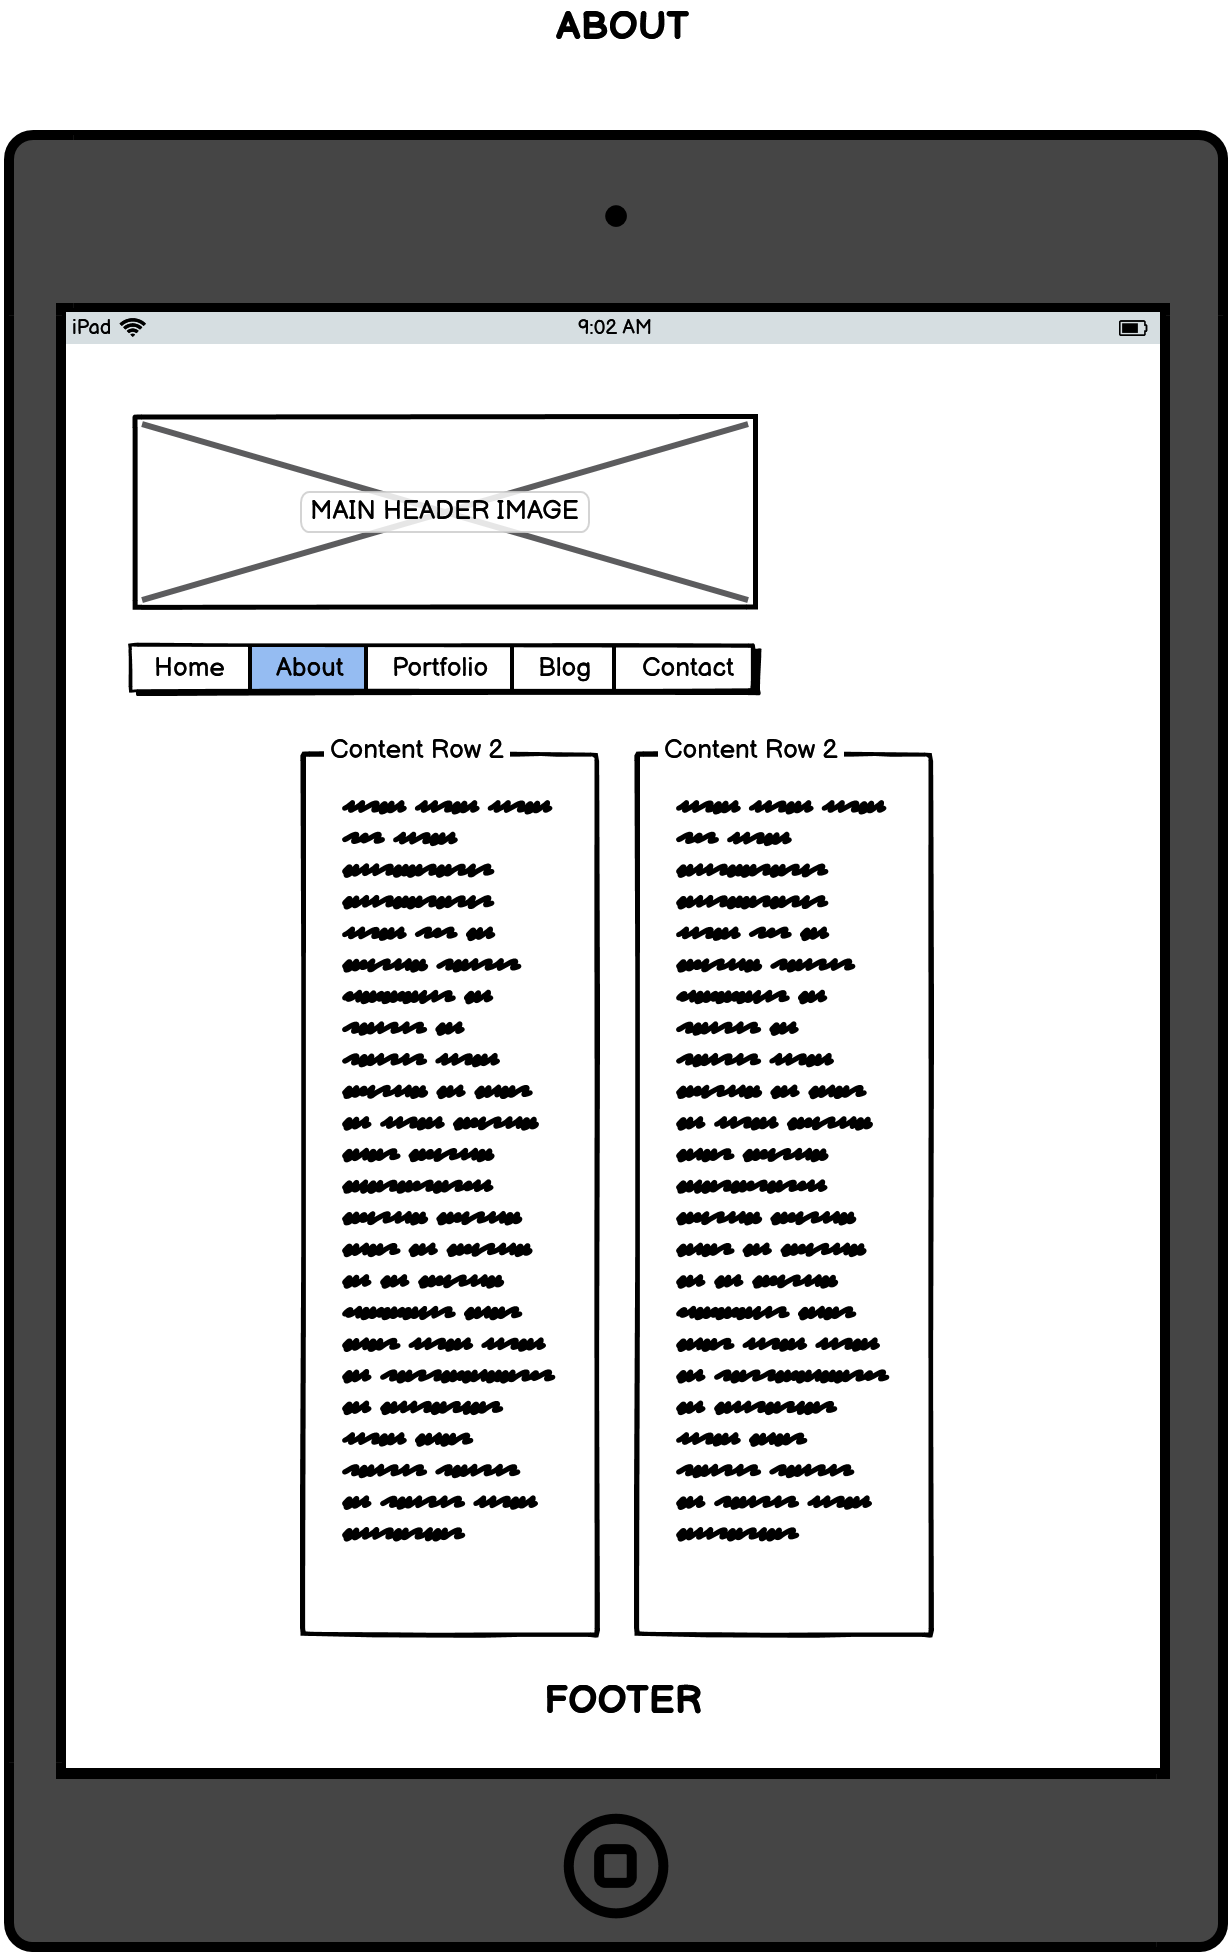 ABOUT
iPad 9:02 AM
MAIN HEADER IMAGE
Home About Portfolio Blog Contact
Content Row 2 Content Row 2
FOOTER